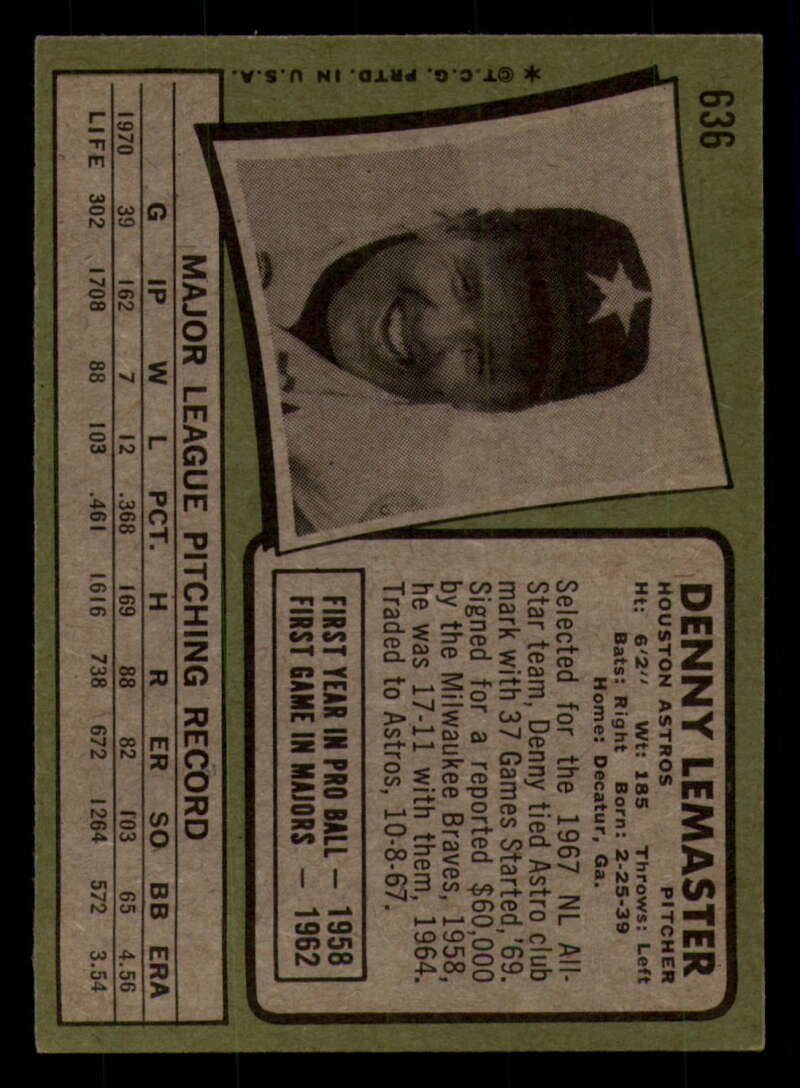 636
DENNY LEMASTER
HOUSTON ASTROS PITCHER
Ht: 6'2" Wt: 185 Throws: Left
Bats: Right Born: 2-25-39
Home: Decatur, Ga.
Selected for the 1967 NL All-
Star team, Denny tied Astro club
mark with 37 Games Started, '69.
Signed for a reported $60,000
by the Milwaukee Braves, 1958,
he was 17-11 with them, 1964.
Traded to Astros, 10-8-67.
FIRST YEAR IN PRO BALL — 1958
FIRST GAME IN MAJORS — 1962
MAJOR LEAGUE PITCHING RECORD
G IP W L PCT. H R ER SO BB ERA
1970 39 162 7 12 .368 169 88 82 103 65 4.56
LIFE 302 1708 88 103 .461 1616 738 672 1264 572 3.54
* ©T.C.G. PRTD. IN U.S.A.